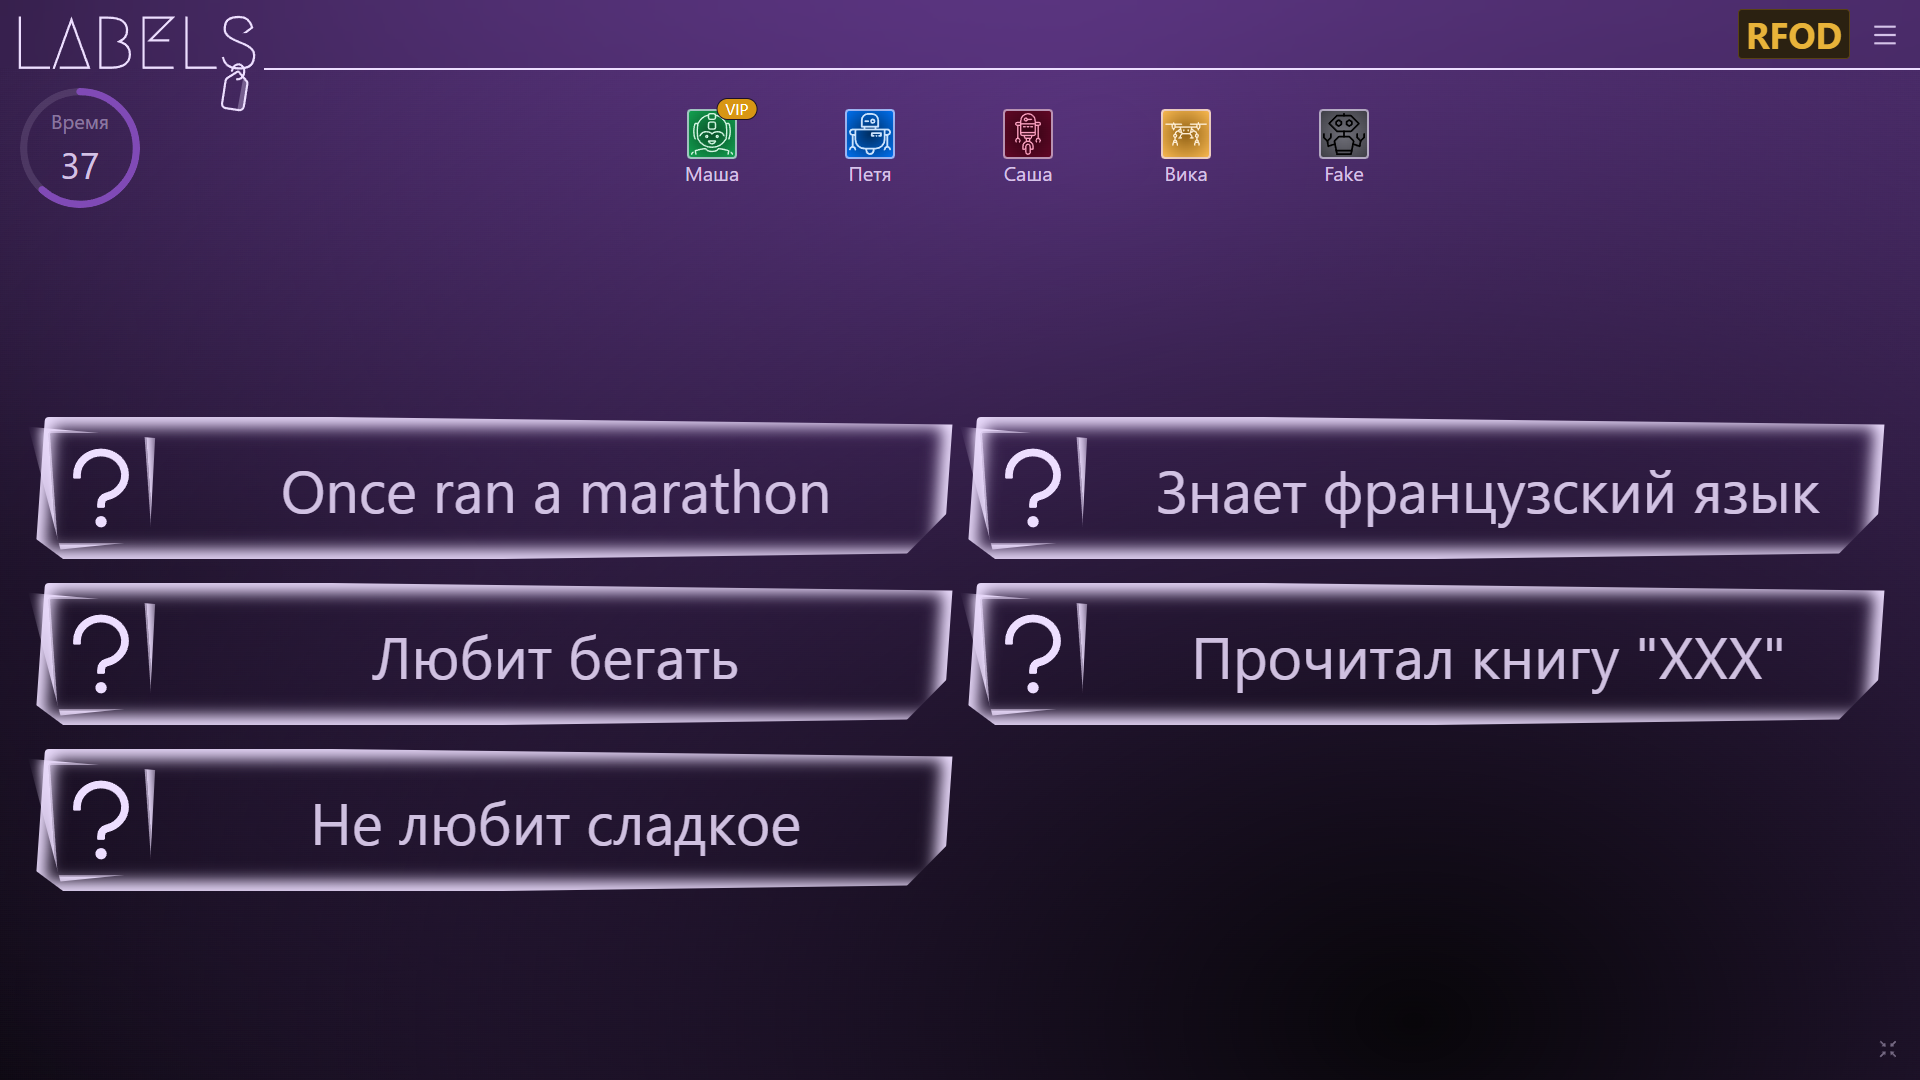 LABELS
RFOD
Время
37
VIP
Маша
Петя
Саша
Вика
Fake
Once ran a marathon
Знает французский язык
Любит бегать
Прочитал книгу "XXX"
Не любит сладкое